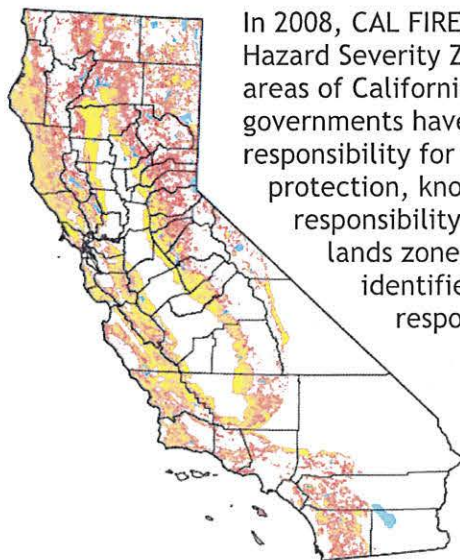 In 2008, CAL FIRE
Hazard Severity
areas of Californi
governments have
responsibility for
protection, kno
responsibility
lands zone
identifie
respo